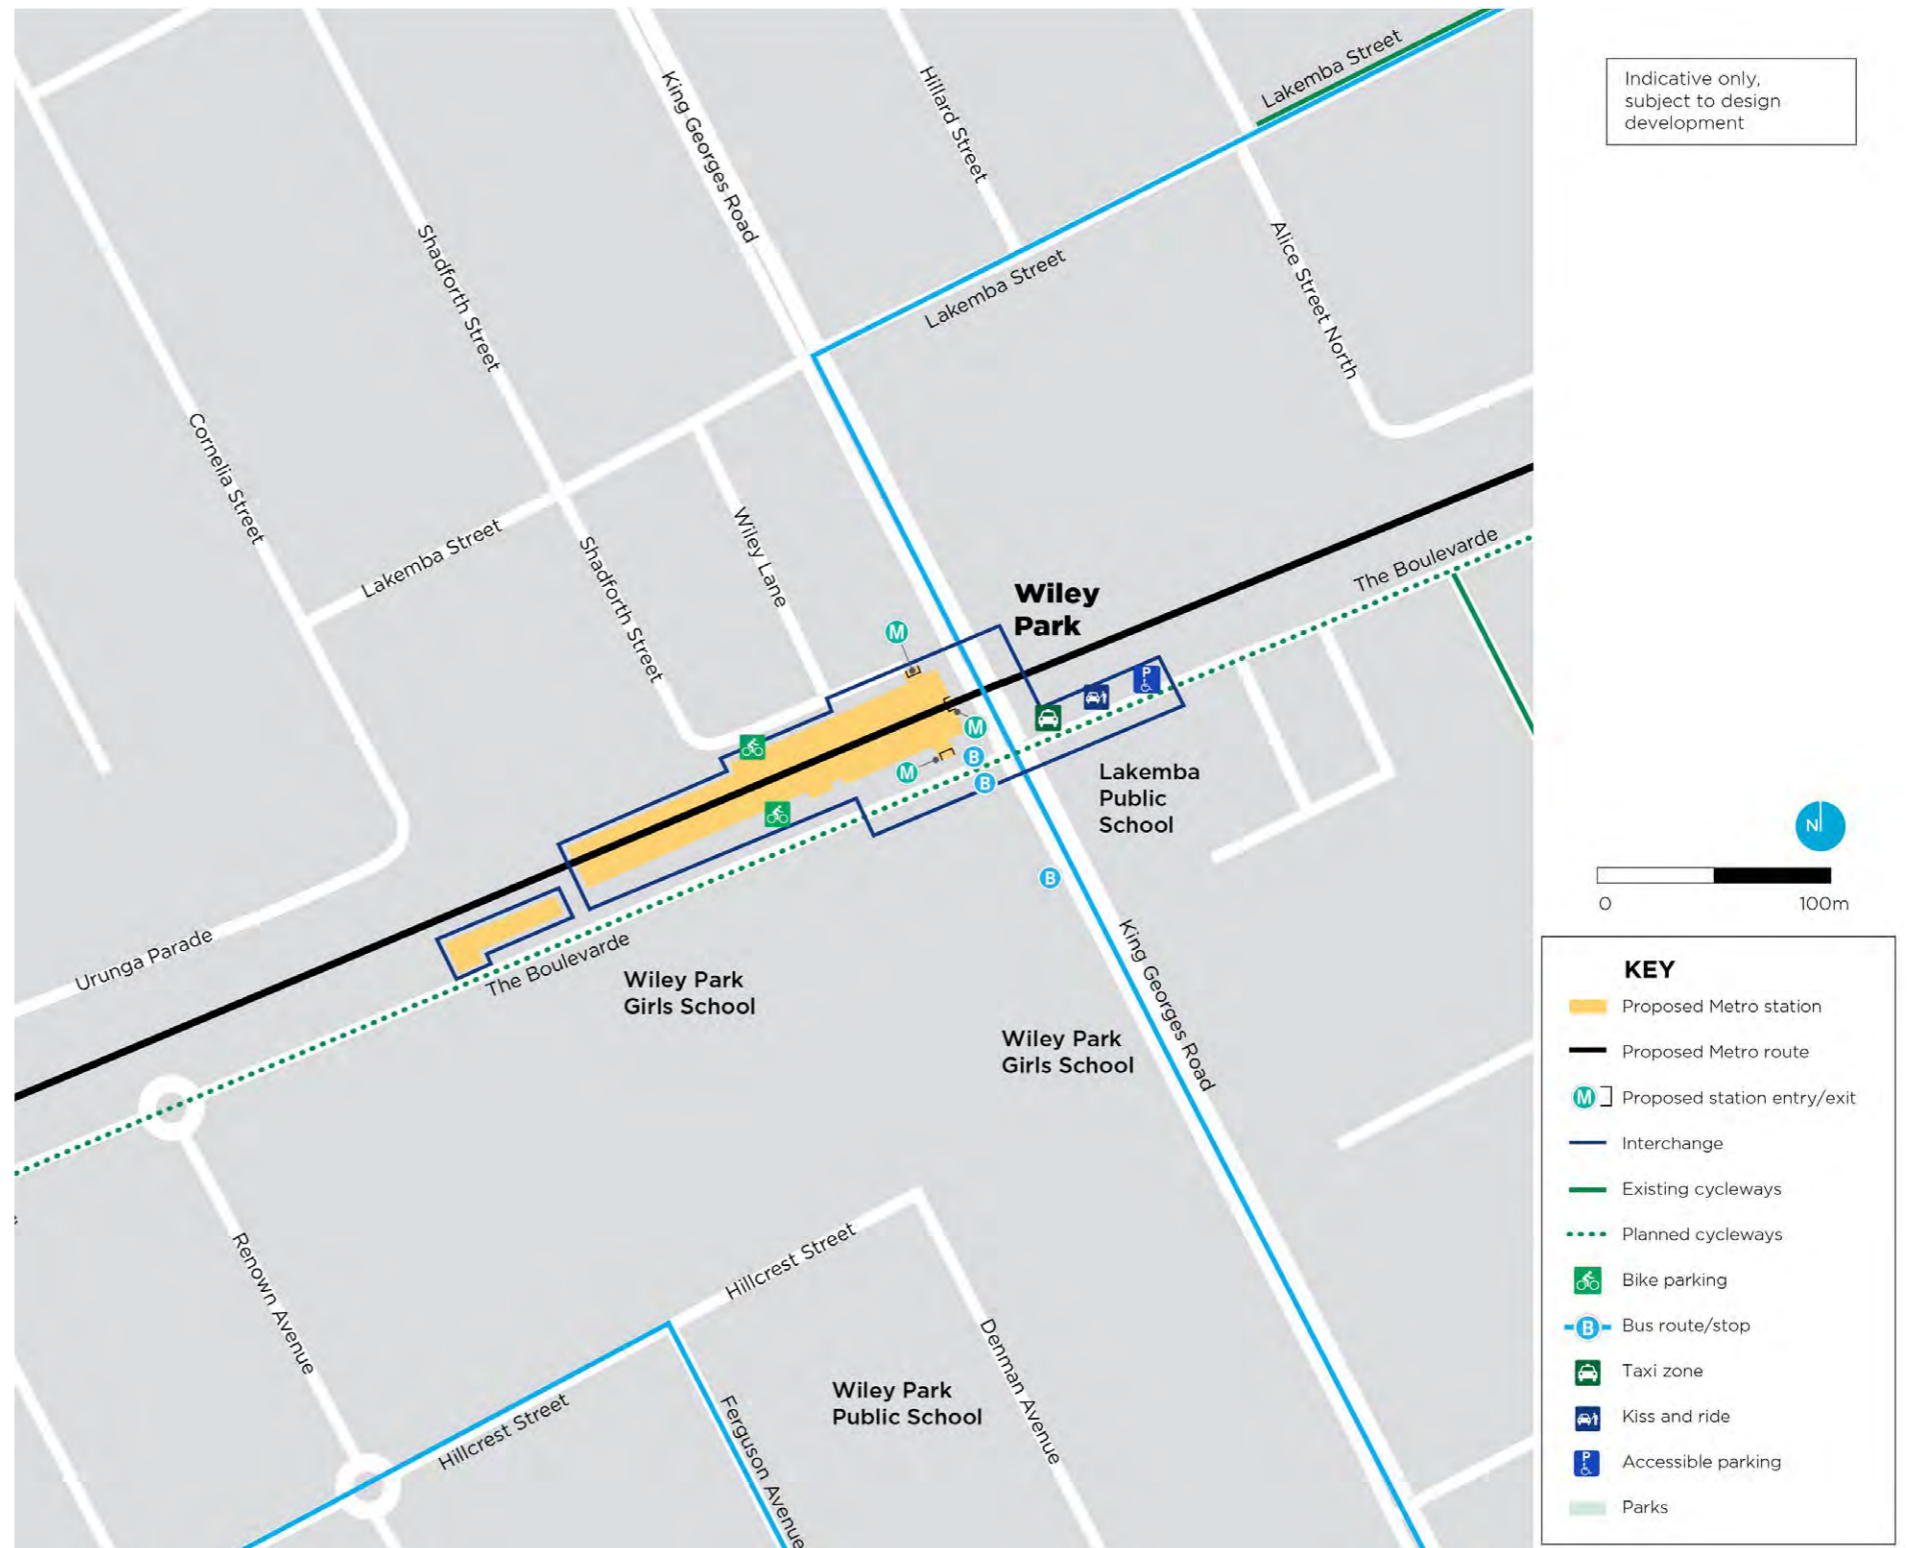 Lakemba Street
King Georges Road
Hillard Street
Indicative only,
subject to design
development
Shadforth Street
Lakemba Street
Alice Street North
Cornelia Street
Lakemba Street
Shadforth Street
Wiley Lane
The Boulevarde
Wiley
Park
M
P
M
B
M
B
Lakemba
Public
School
N
B
0
100m
Urunga Parade
The Boulevarde
Wiley Park
Girls School
King Georges Road
Wiley Park
Girls School
KEY
Proposed Metro station
Proposed Metro route
M
Proposed station entry/exit
Interchange
Existing cycleways
Planned cycleways
Bike parking
B
Bus route/stop
Taxi zone
Kiss and ride
P
Accessible parking
Parks
Renown Avenue
Hillcrest Street
Denman Avenue
Wiley Park
Public School
Hillcrest Street
Ferguson Avenue